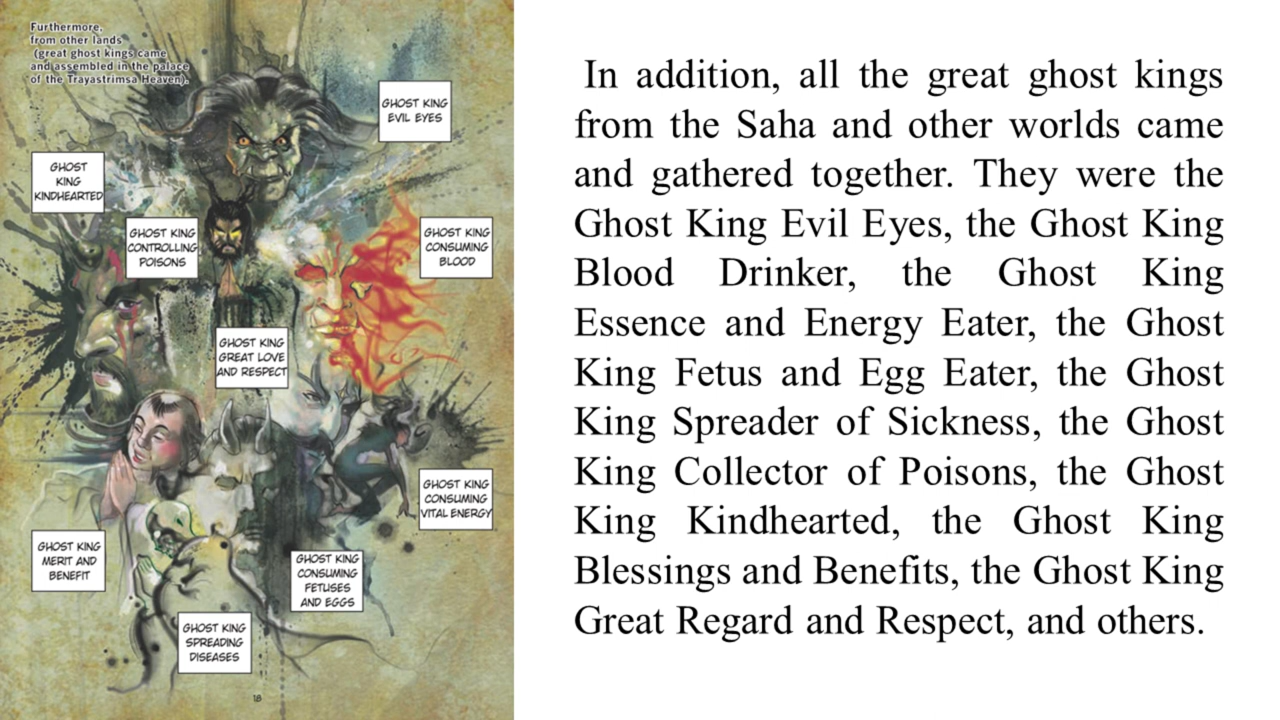 Furthermore,
from other lands
(great ghost kings came
and assembled in the palace
of the Trayastrimsa Heaven).
GHOST KING
EVIL EYES
GHOST
KING
KINDHEARTED
GHOST KING
CONTROLLING
POISONS
GHOST KING
CONSUMING
BLOOD
GHOST KING
GREAT LOVE
AND RESPECT
GHOST KING
CONSUMING
VITAL ENERGY
GHOST KING
MERIT AND
BENEFIT
GHOST KING
CONSUMING
FETUSES
AND EGGS
GHOST KING
SPREADING
DISEASES
18
In addition, all the great ghost kings
from the Saha and other worlds came
and gathered together. They were the
Ghost King Evil Eyes, the Ghost King
Blood Drinker, the Ghost King
Essence and Energy Eater, the Ghost
King Fetus and Egg Eater, the Ghost
King Spreader of Sickness, the Ghost
King Collector of Poisons, the Ghost
King Kindhearted, the Ghost King
Blessings and Benefits, the Ghost King
Great Regard and Respect, and others.